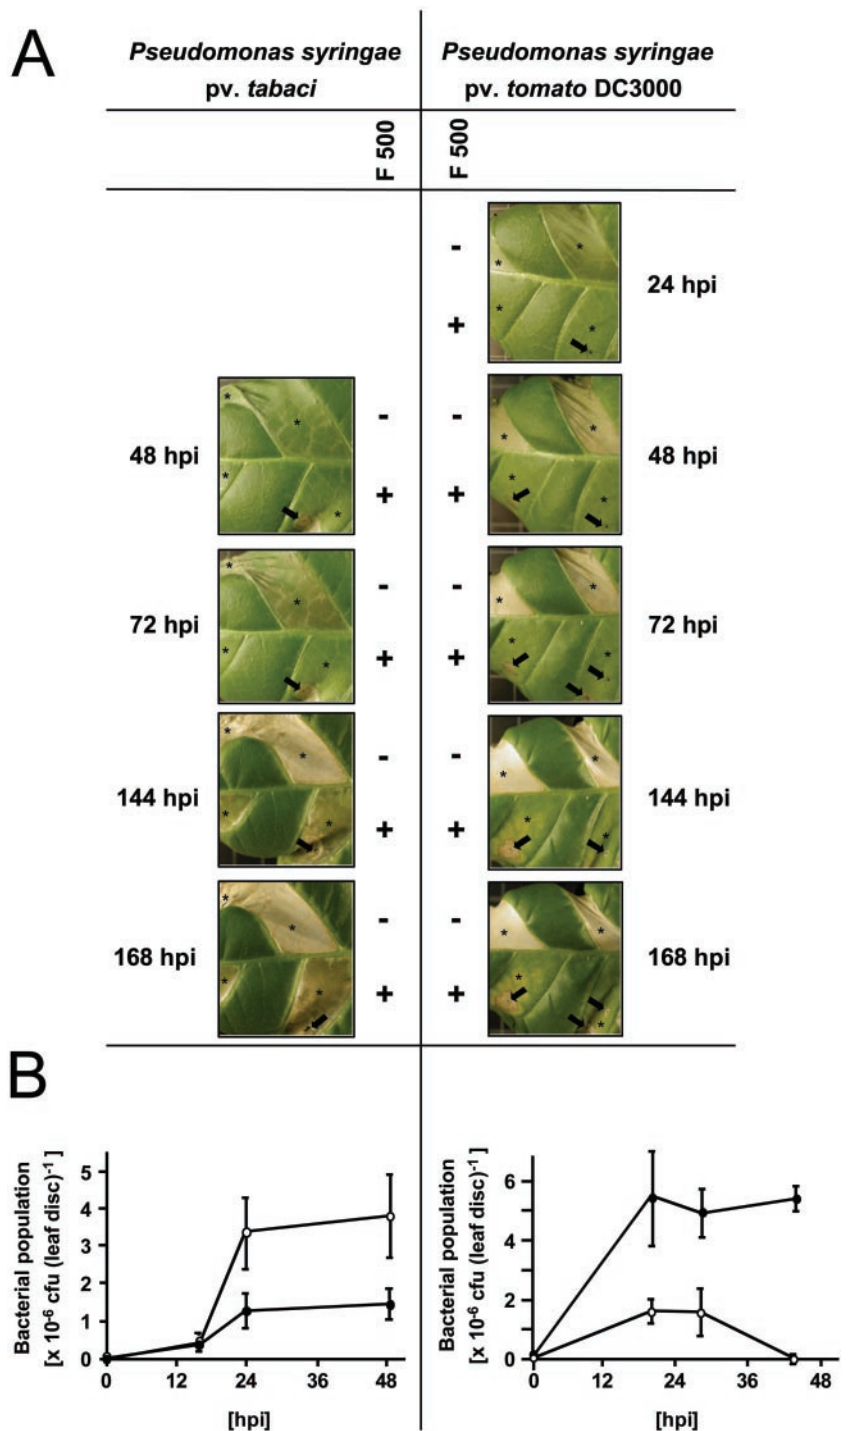 A
Pseudomonas syringae
pv. tabaci
Pseudomonas syringae
pv. tomato DC3000
F 500
F 500
-
*
*
*
*
24 hpi
+
48 hpi
*
*
*
*
-
+
-
+
*
*
*
*
48 hpi
72 hpi
*
*
*
*
-
+
-
+
*
*
*
*
72 hpi
144 hpi
*
*
*
*
-
+
-
+
*
*
*
*
144 hpi
168 hpi
*
*
*
*
-
+
-
+
*
*
*
*
168 hpi
B
Bacterial population
[x 10⁻⁶ cfu (leaf disc)⁻¹ ]
5
4
3
2
1
0
0 12 24 36 48
[hpi]
Bacterial population
[x 10⁻⁶ cfu (leaf disc)⁻¹ ]
6
4
2
0
0 12 24 36 48
[hpi]